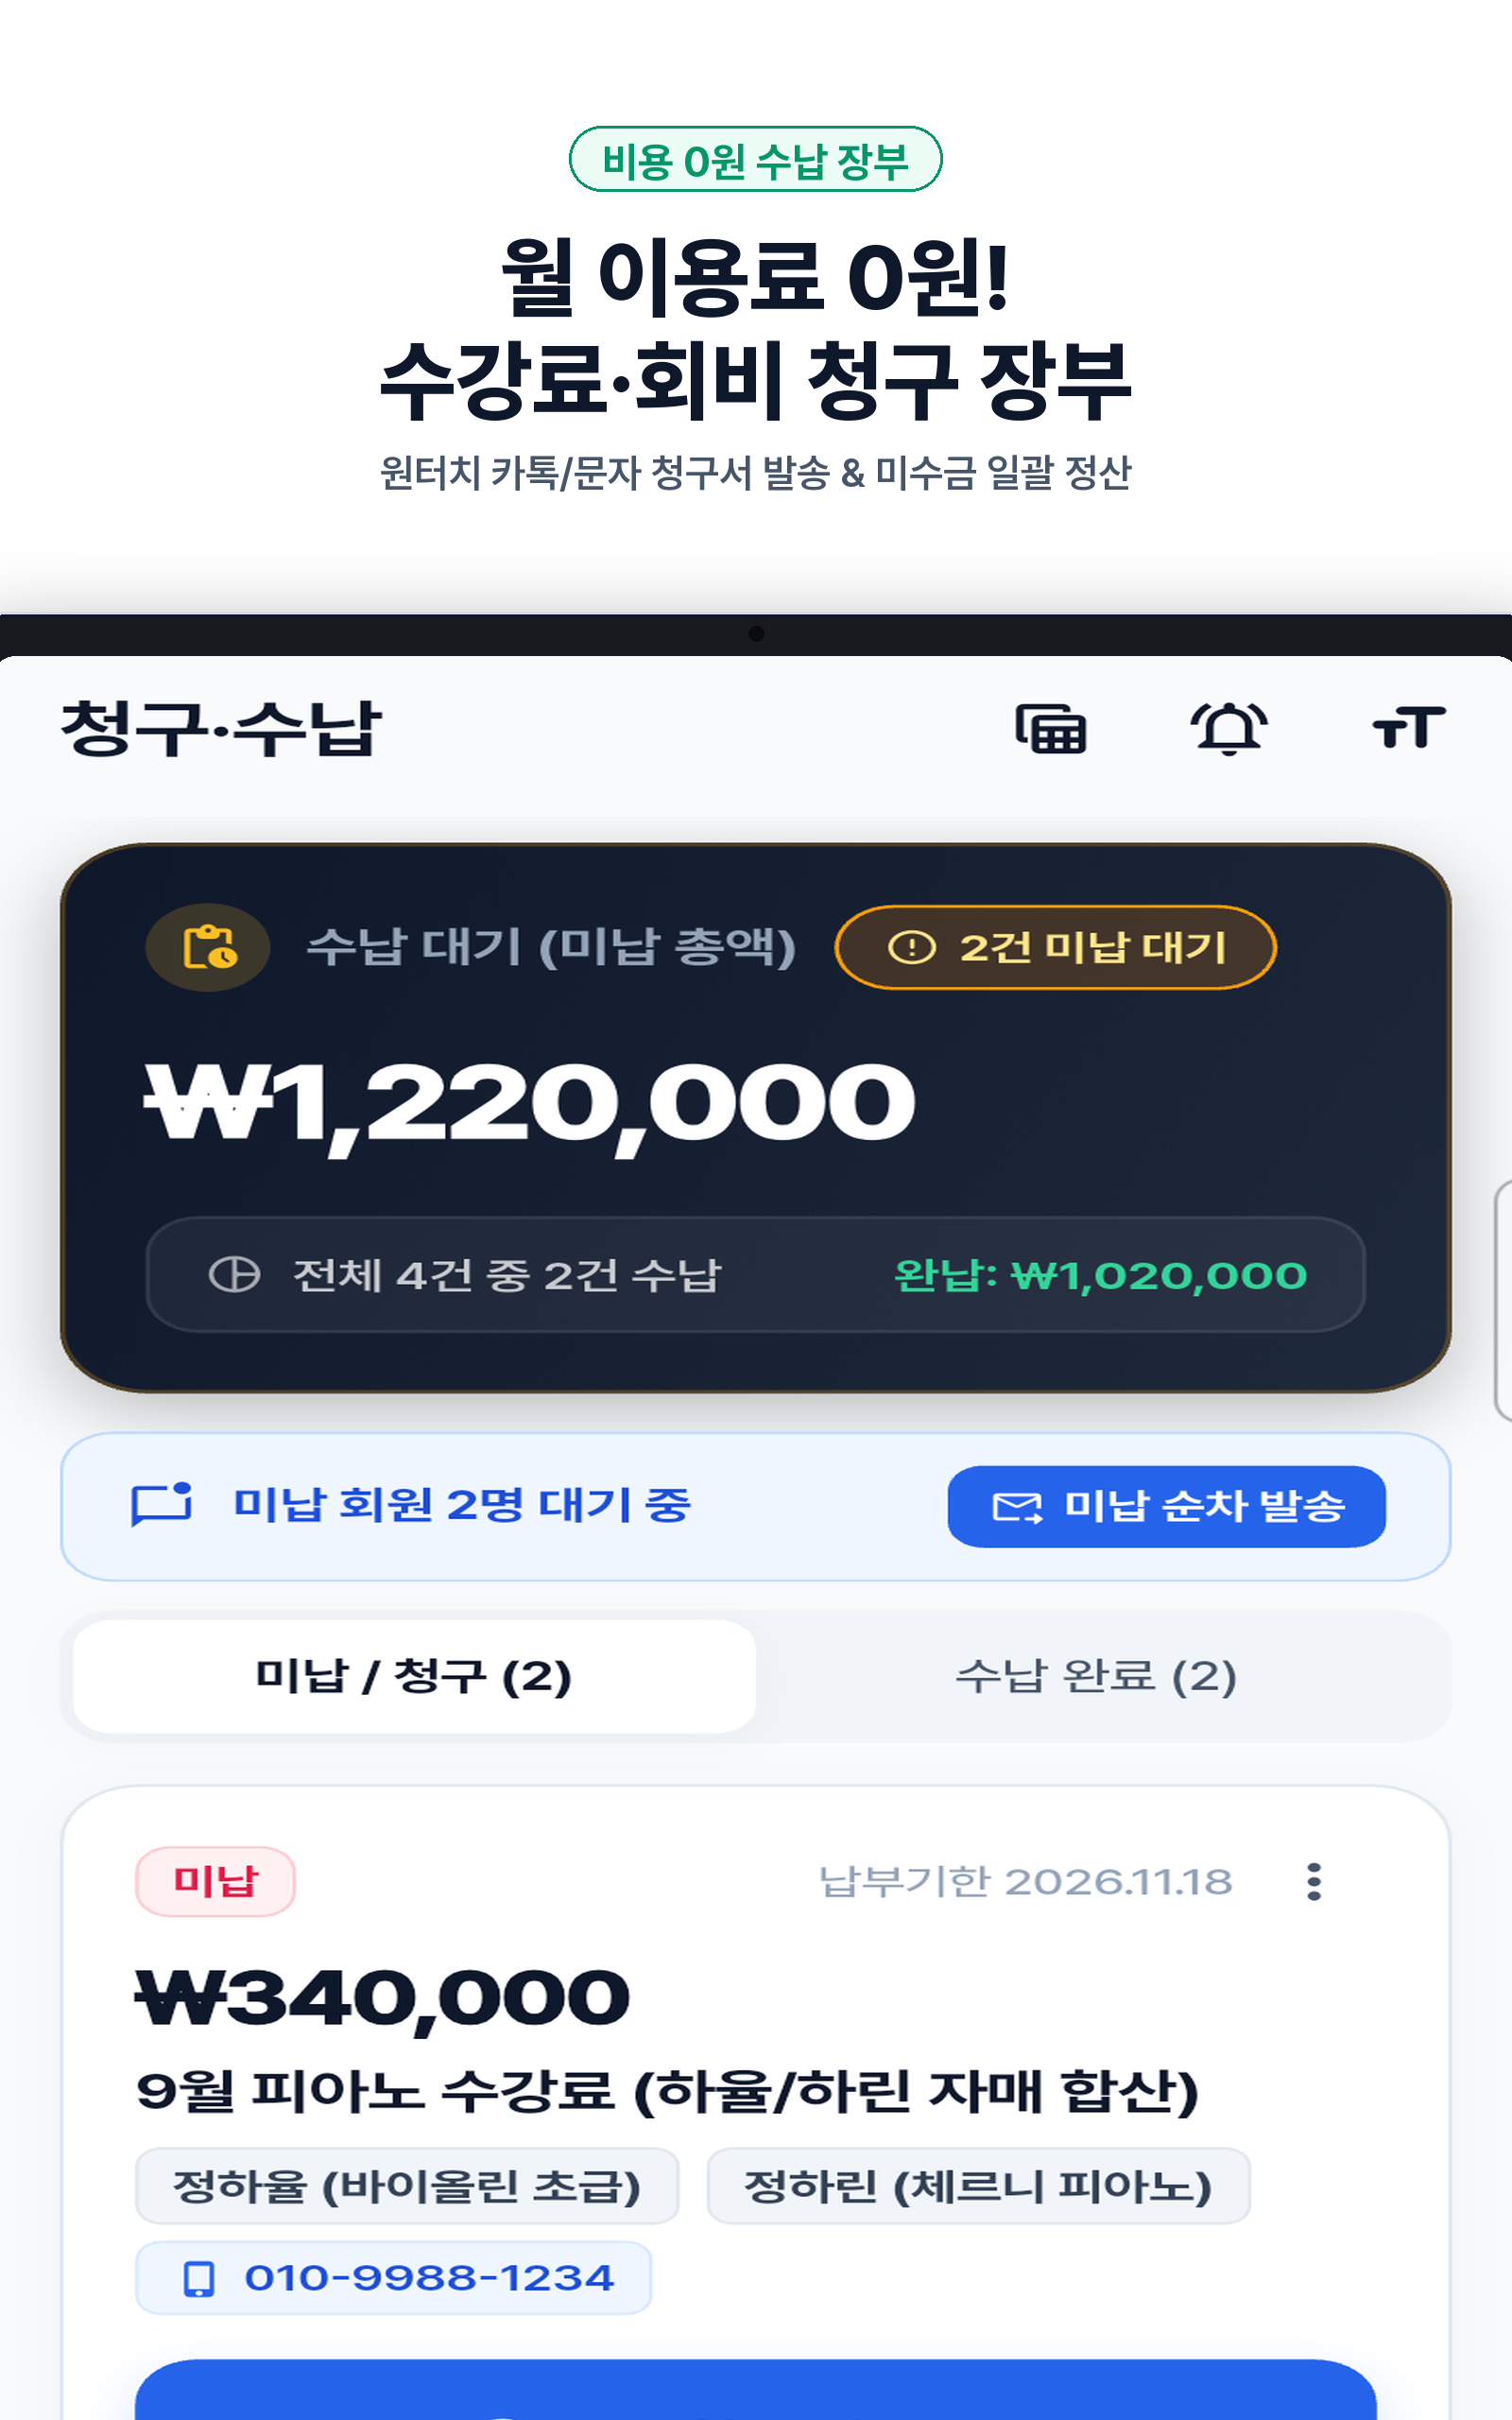 비용 0원 수납 장부
월 이용료 0원!
수강료·회비 청구 장부
원터치 카톡/문자 청구서 발송 & 미수금 일괄 정산
청구·수납
수납 대기 (미납 총액)
2건 미납 대기
₩1,220,000
전체 4건 중 2건 수납
완납: ₩1,020,000
미납 회원 2명 대기 중
미납 순차 발송
미납 / 청구 (2)
수납 완료 (2)
미납
납부기한 2026.11.18
₩340,000
9월 피아노 수강료 (하율/하린 자매 합산)
정하율 (바이올린 초급)
정하린 (체르니 피아노)
010-9988-1234